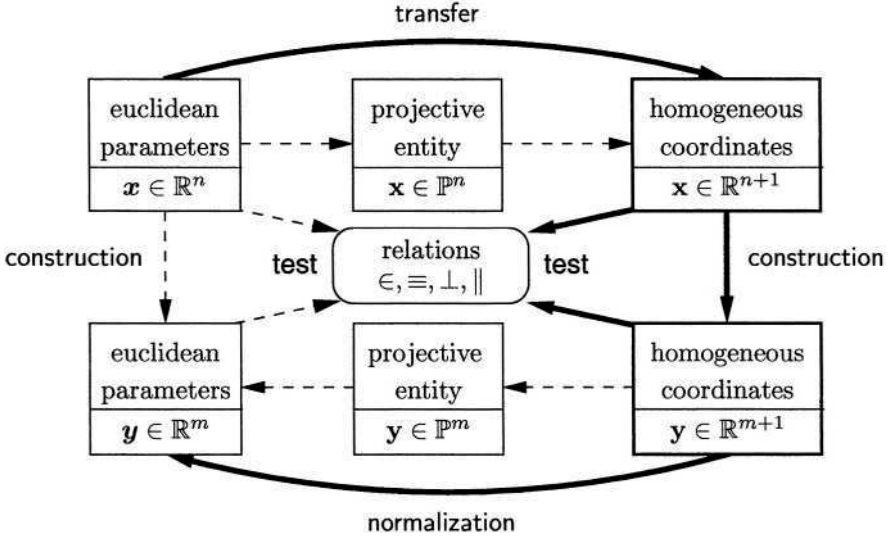 transfer
euclidean
parameters
x ∈ ℝⁿ
projective
entity
x ∈ ℙⁿ
homogeneous
coordinates
x ∈ ℝⁿ⁺¹
construction
test
relations
∈, ≡, ⊥, ∥
test
construction
euclidean
parameters
y ∈ ℝᵐ
projective
entity
y ∈ ℙᵐ
homogeneous
coordinates
y ∈ ℝᵐ⁺¹
normalization